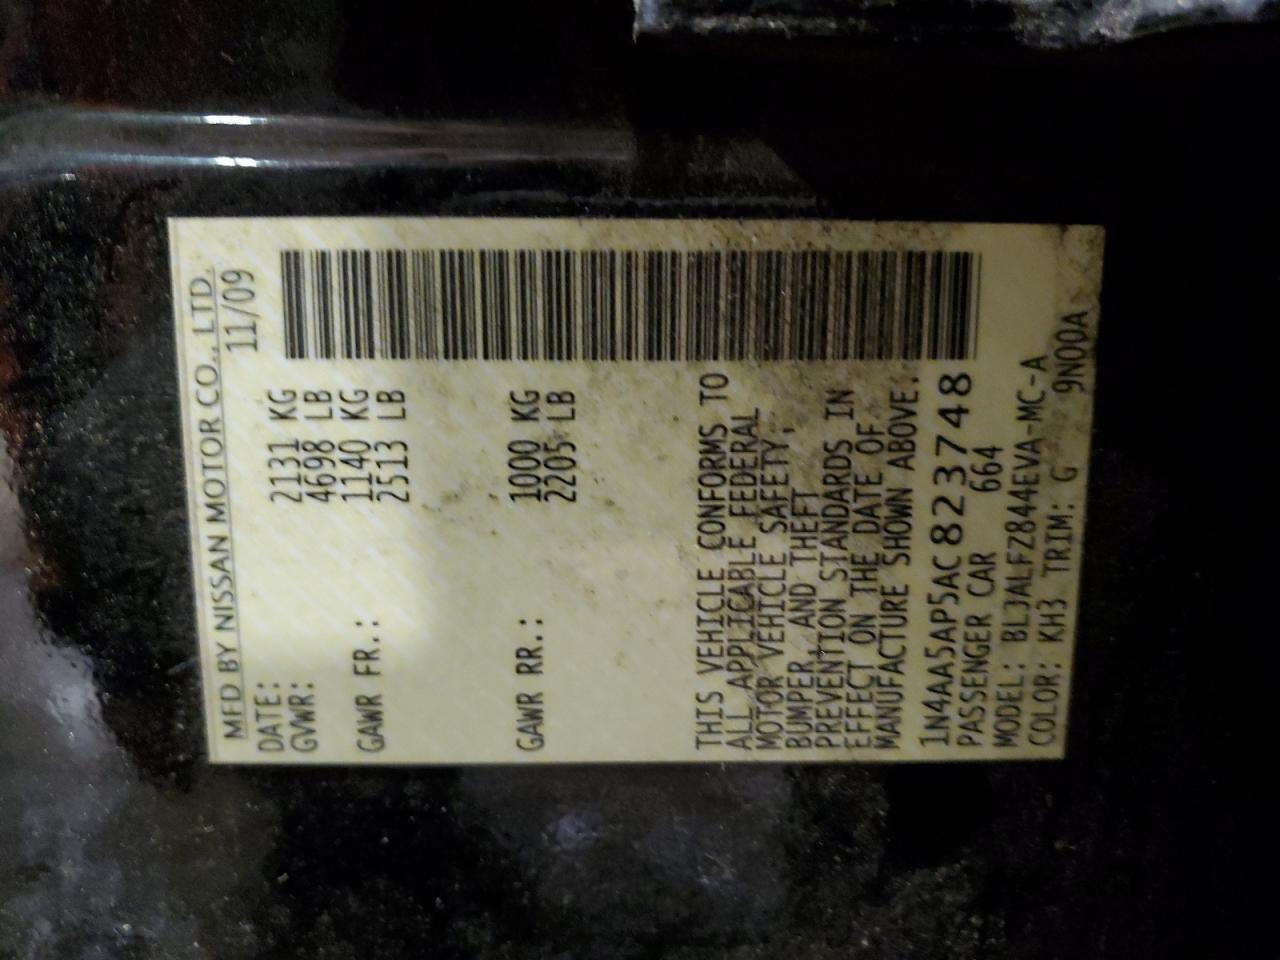 MFD BY NISSAN MOTOR CO., LTD.
DATE: 11/09
GVWR: 2131 KG
4698 LB
GAWR FR.: 1140 KG
2513 LB
GAWR RR.: 1000 KG
2205 LB
THIS VEHICLE CONFORMS TO
ALL APPLICABLE FEDERAL
MOTOR VEHICLE SAFETY,
BUMPER, AND THEFT
PREVENTION STANDARDS IN
EFFECT ON THE DATE OF
MANUFACTURE SHOWN ABOVE.
1N4AA5AP5AC823748
PASSENGER CAR 664
MODEL: BLJALFZ844EVA-MC-A
COLOR: KH3 TRIM: G 9N00A